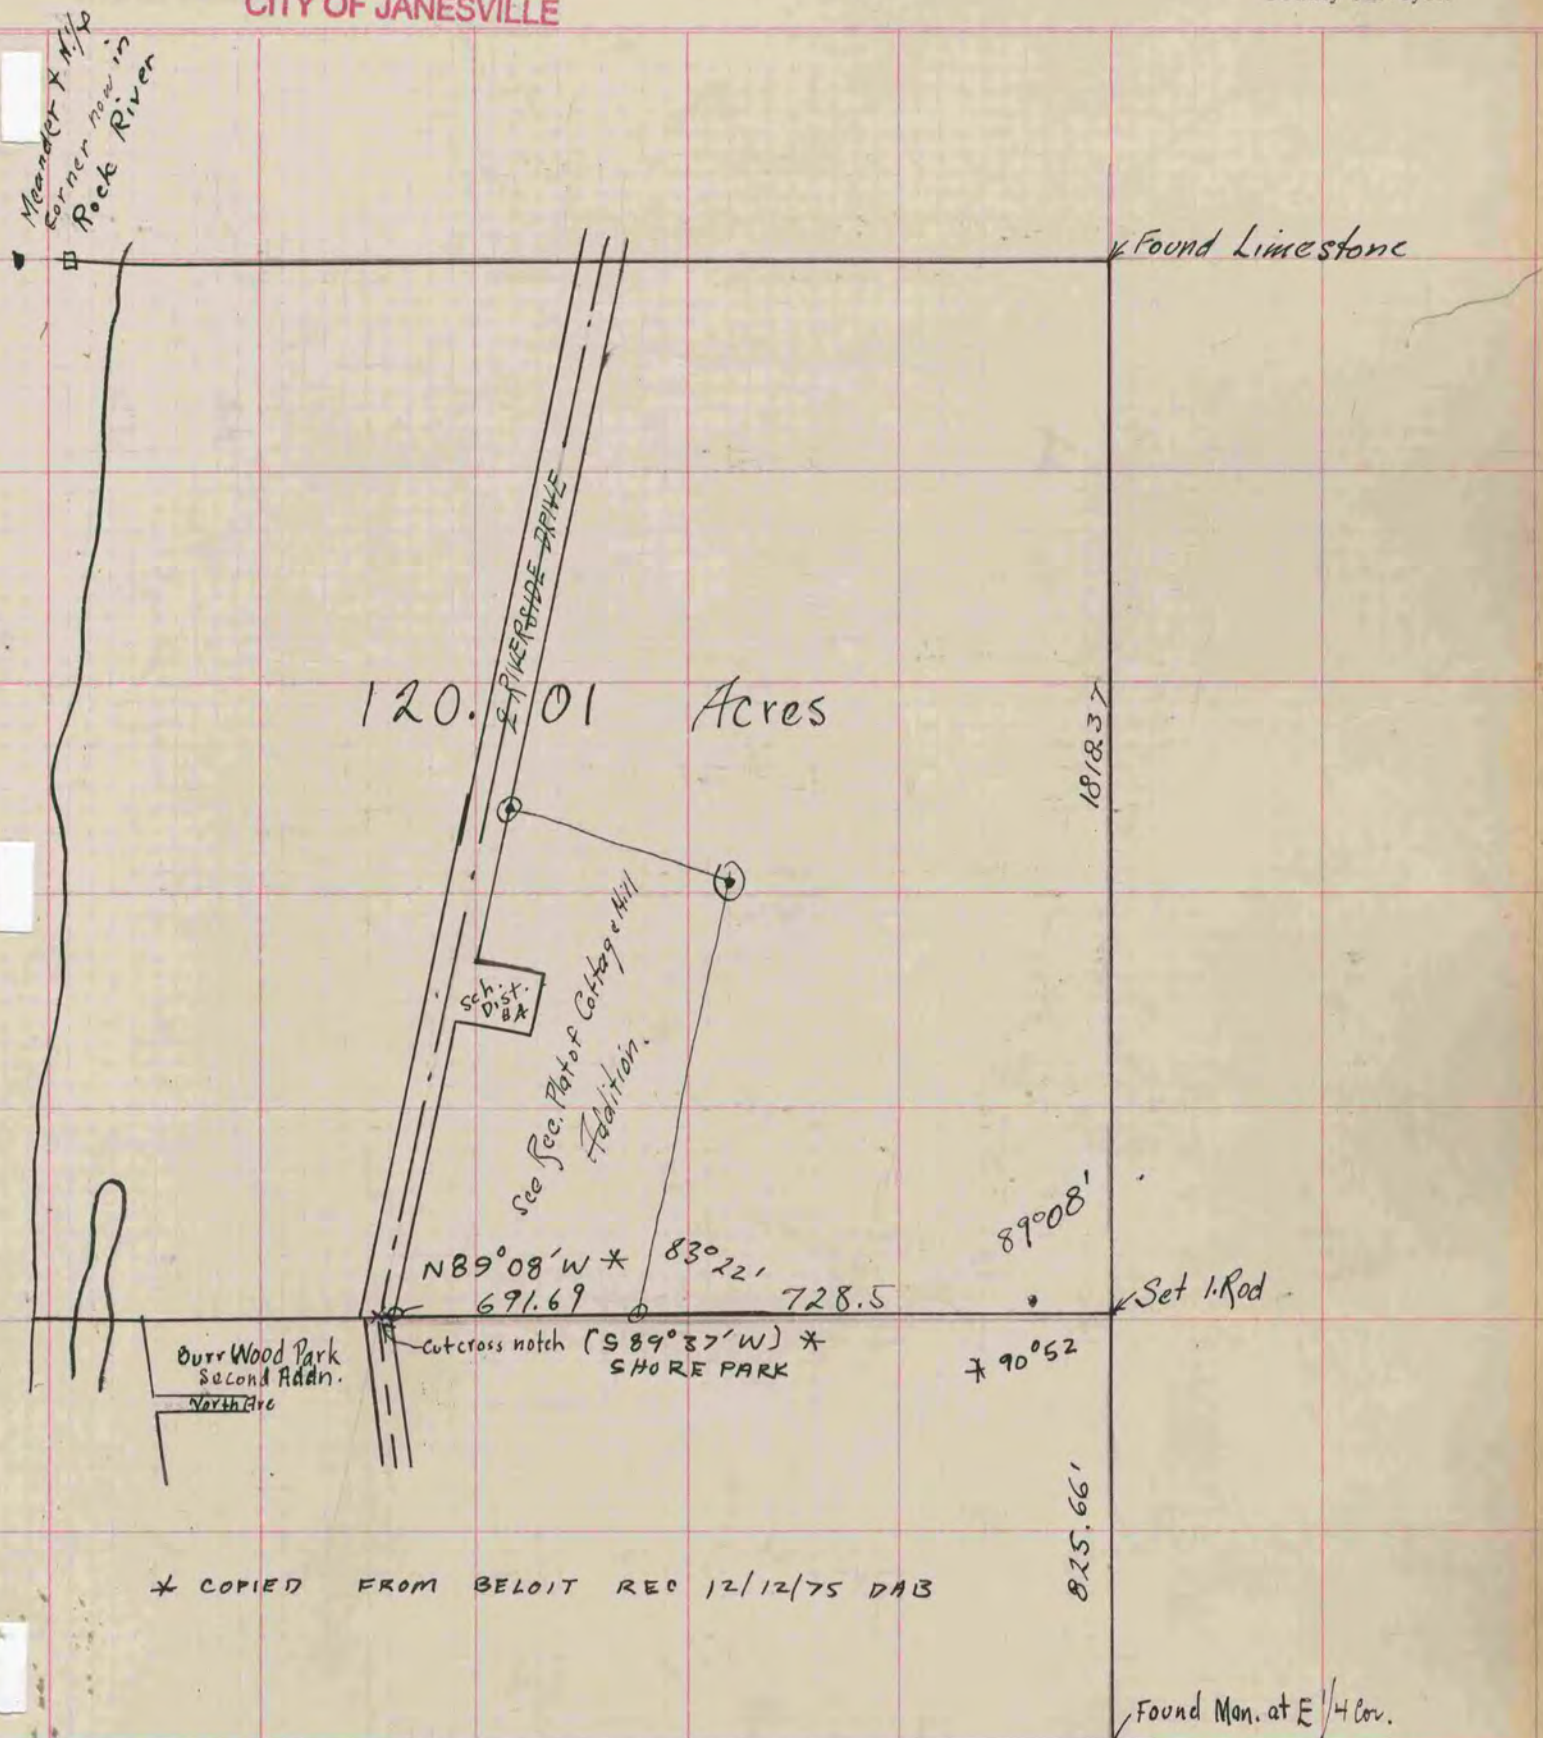 CITY OF JANESVILLE
Meander &
Corner now in
Rock River
Found Limestone
RIVERSIDE DRIVE
120.01 Acres
1818.37
Sch.
Dist.
8A
See Rec. Plat of Cottage Hill
Addition.
89°08'
N89°08'W *
83°22'
691.69
728.5
Set I.Rod
Cut cross notch (S 89°37'W) *
SHORE PARK
* 90°52
Burr Wood Park
Second Addn.
North Ave
825.66'
* COPIED FROM BELOIT REC 12/12/75 DAB
Found Mon. at E 1/4 Cor.